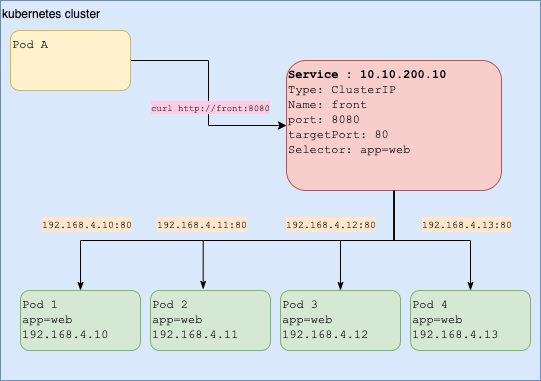 kubernetes cluster
Pod A
curl http://front:8080
Service : 10.10.200.10
Type: ClusterIP
Name: front
port: 8080
targetPort: 80
Selector: app=web
192.168.4.10:80
192.168.4.11:80
192.168.4.12:80
192.168.4.13:80
Pod 1
app=web
192.168.4.10
Pod 2
app=web
192.168.4.11
Pod 3
app=web
192.168.4.12
Pod 4
app=web
192.168.4.13